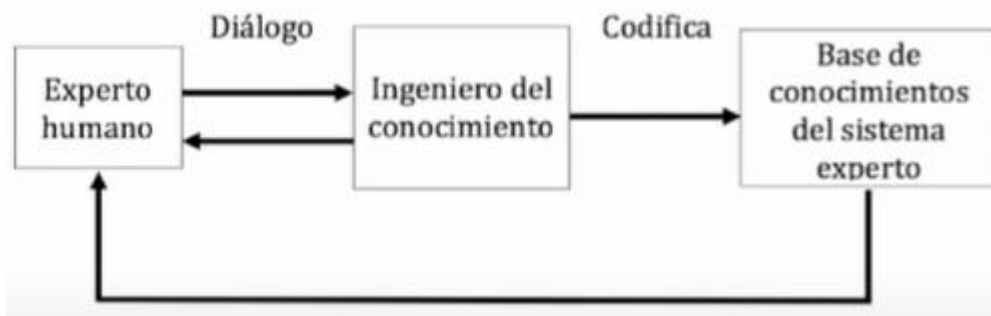 Diálogo
Codifica
Experto
humano
Ingeniero del
conocimiento
Base de
conocimientos
del sistema
experto